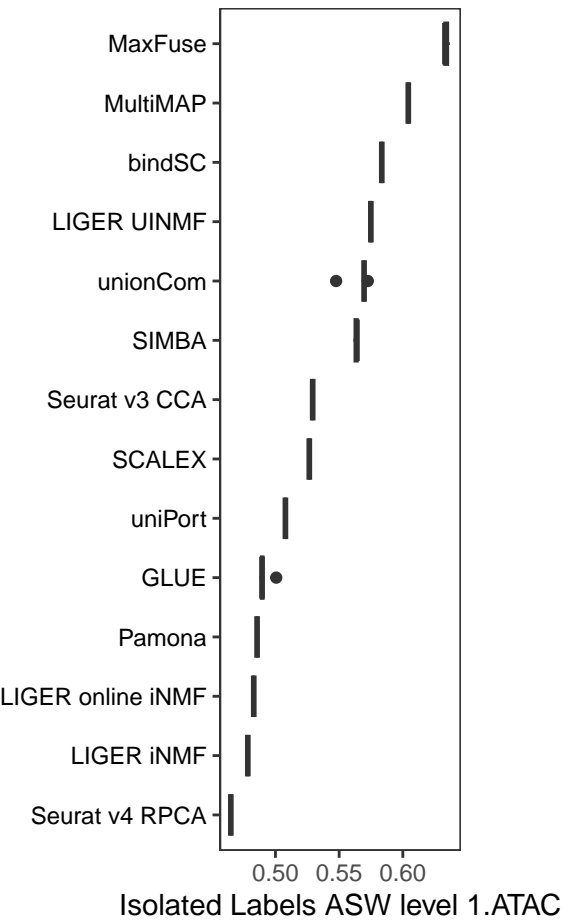 MaxFuse
MultiMAP
bindSC
LIGER UINMF
unionCom
SIMBA
Seurat v3 CCA
SCALEX
uniPort
GLUE
Pamona
LIGER online iNMF
LIGER iNMF
Seurat v4 RPCA
0.50 0.55 0.60
Isolated Labels ASW level 1.ATAC